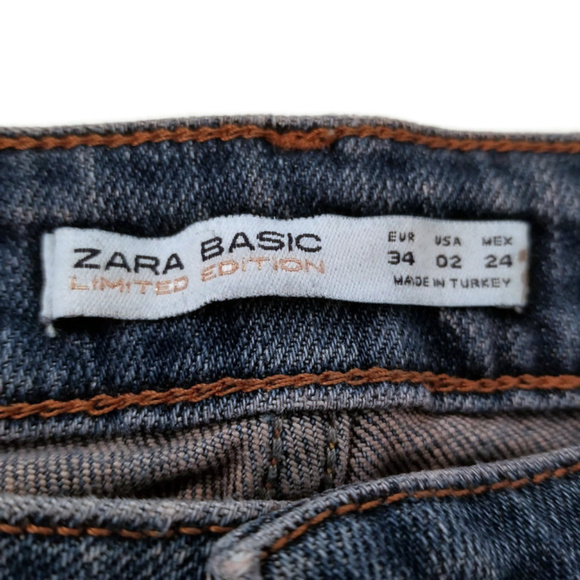 ZARA BASIC
LIMITED EDITION
EUR USA MEX
34 02 24
MADE IN TURKEY